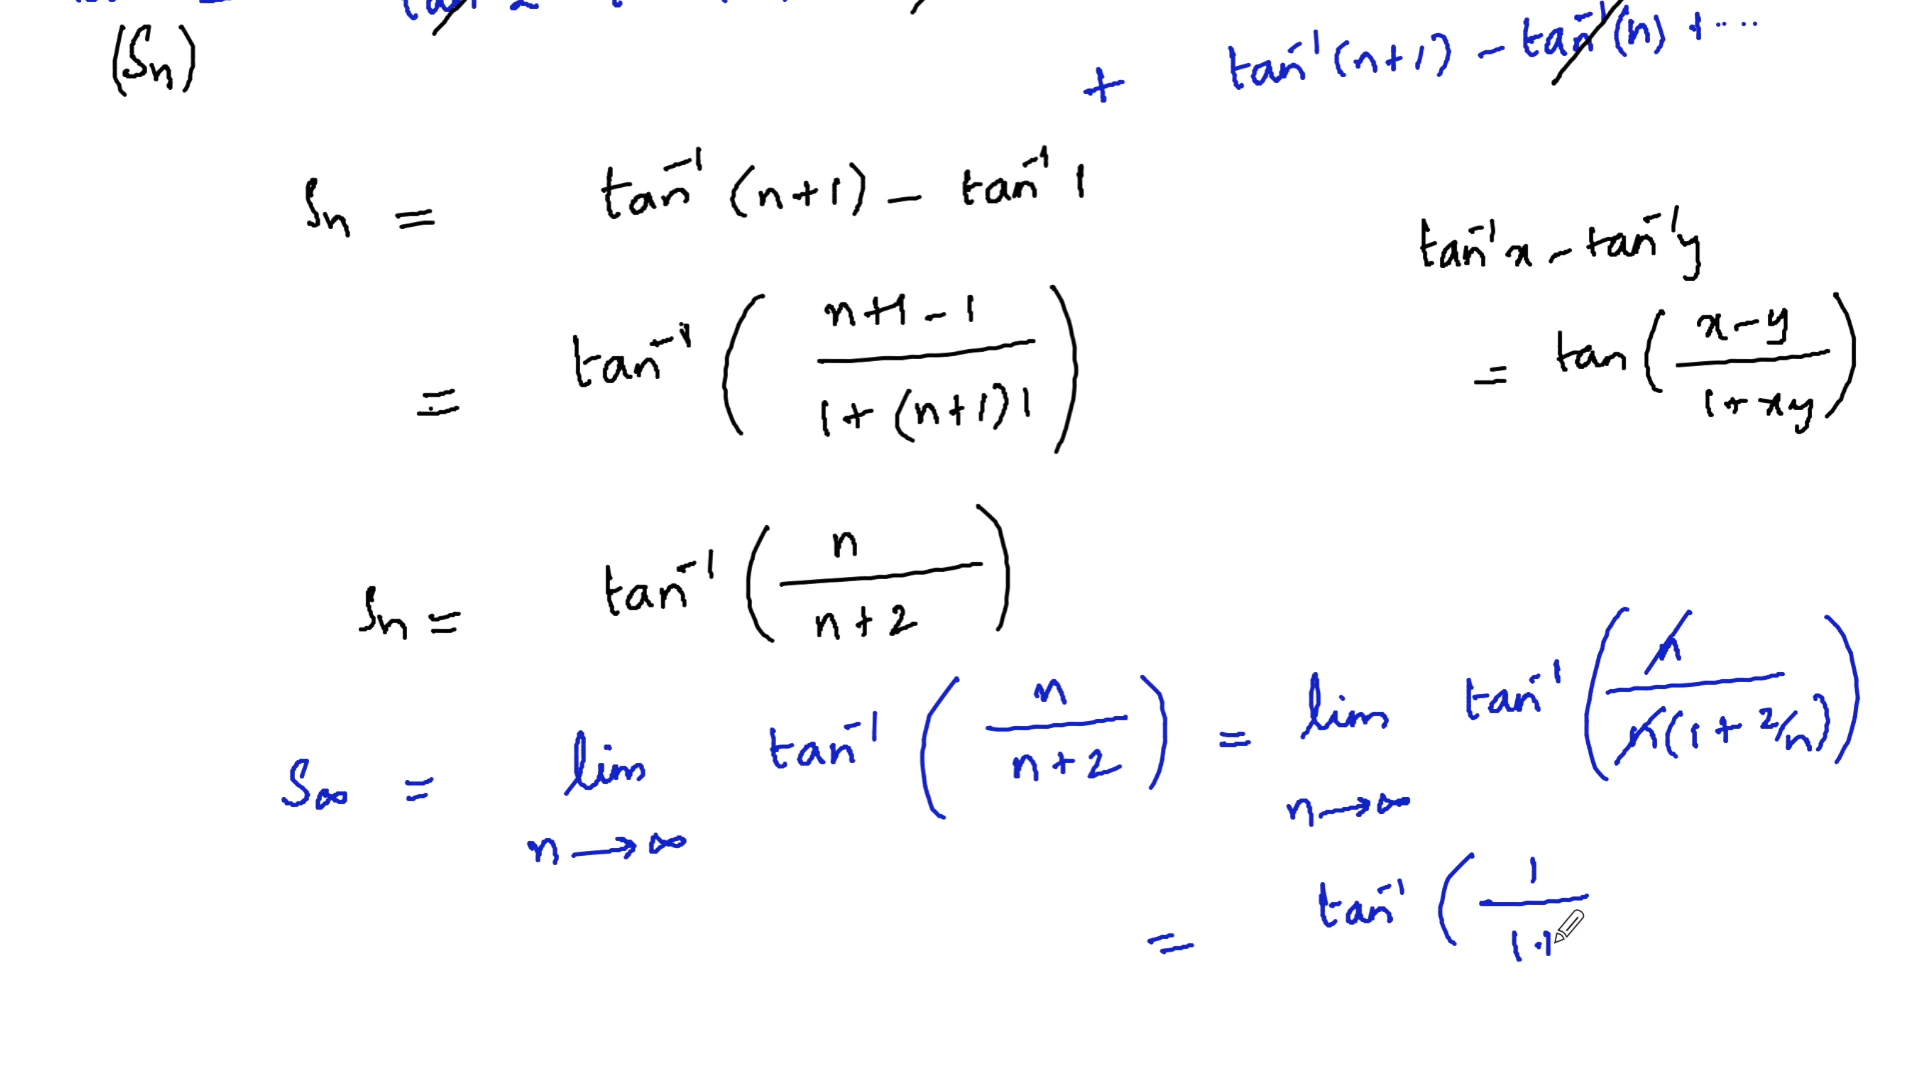 (Sn)
+ tan⁻¹(n+1) - tan⁻¹(n) + ....
Sn = tan⁻¹ (n+1) - tan⁻¹ 1
= tan⁻¹ ( n+1-1 / 1+(n+1)1 )
tan⁻¹x - tan⁻¹y
= tan ( x-y / 1+xy )
Sn = tan⁻¹ ( n / n+2 )
S∞ = lim n→∞ tan⁻¹ ( n / n+2 ) = lim n→∞ tan⁻¹ ( n / n(1+2/n) )
= tan⁻¹ ( 1 / 1